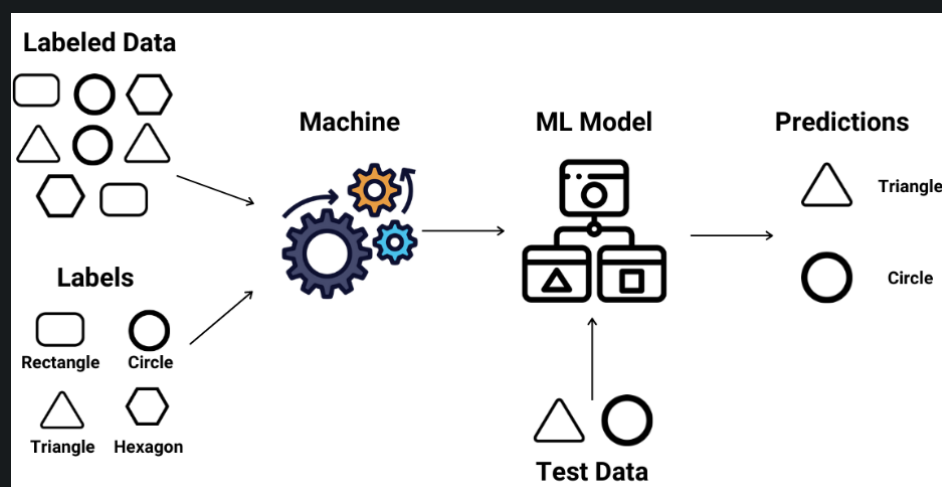 Labeled Data
Machine
ML Model
Predictions
Triangle
Circle
Labels
Rectangle
Circle
Triangle
Hexagon
Test Data